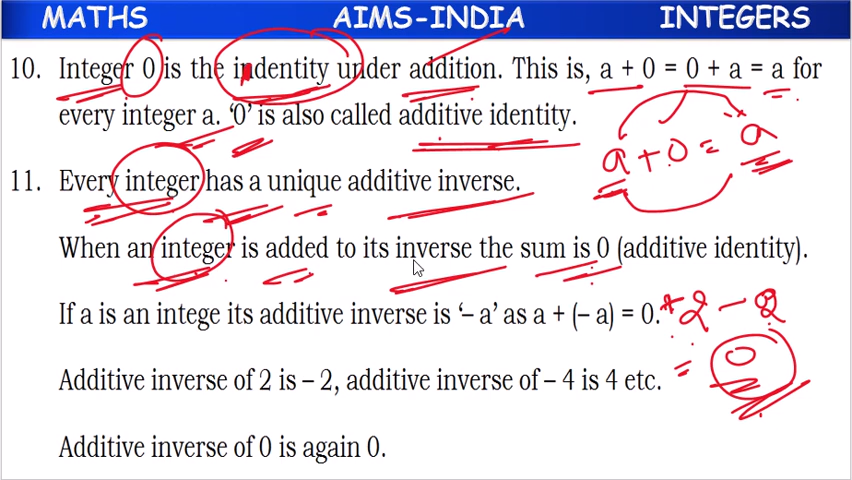 MATHS AIMS-INDIA INTEGERS
10. Integer 0 is the indentity under addition. This is, a + 0 = 0 + a = a for
every integer a. ‘0’ is also called additive identity.
a + 0 = a
11. Every integer has a unique additive inverse.
When an integer is added to its inverse the sum is 0 (additive identity).
If a is an intege its additive inverse is ‘– a’ as a + (– a) = 0.
+2 – 2
Additive inverse of 2 is – 2, additive inverse of – 4 is 4 etc.
= 0
Additive inverse of 0 is again 0.